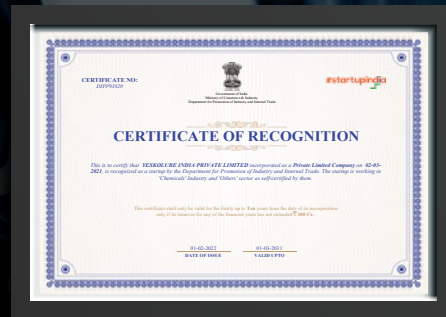 CERTIFICATE NO:
#startupindia
Government of India
Ministry of Commerce & Industry
Department for Promotion of Industry and Internal Trade
CERTIFICATE OF RECOGNITION
This is to certify that YESKOLUBE INDIA PRIVATE LIMITED incorporated as a Private Limited Company on 02-03-
2021, is recognized as a startup by the Department for Promotion of Industry and Internal Trade. The startup is working in
'Chemicals' Industry and 'Others' sector as self-certified by them.
This certificate shall only be valid for the Entity up to Ten years from the date of its incorporation
only if its turnover for any of the financial years has not exceeded ₹ 100 Cr.
01-02-2022 01-03-2031
DATE OF ISSUE VALID UPTO